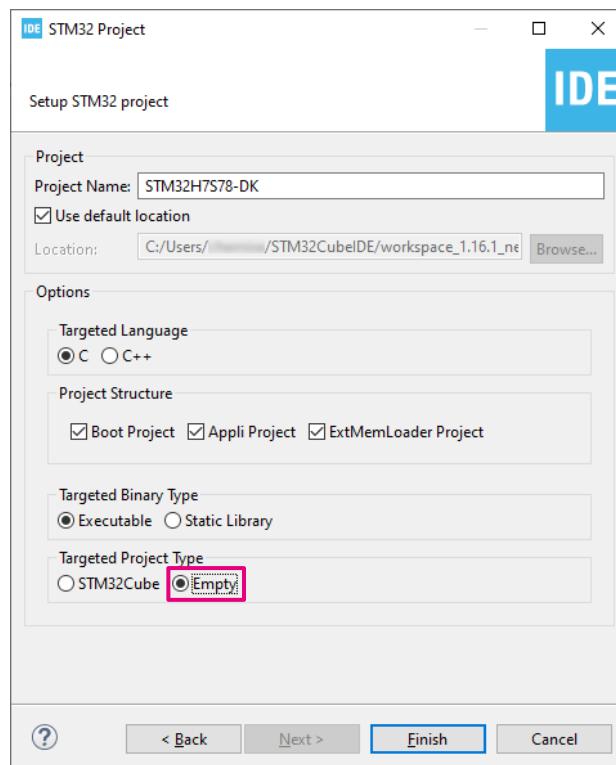 IDE STM32 Project
IDE
Setup STM32 project
Project
Project Name: STM32H7S78-DK
Use default location
Location: C:/Users/ /STM32CubeIDE/workspace_1.16.1_ne Browse...
Options
Targeted Language
C C++
Project Structure
Boot Project Appli Project ExtMemLoader Project
Targeted Binary Type
Executable Static Library
Targeted Project Type
STM32Cube Empty
? < Back Next > Finish Cancel